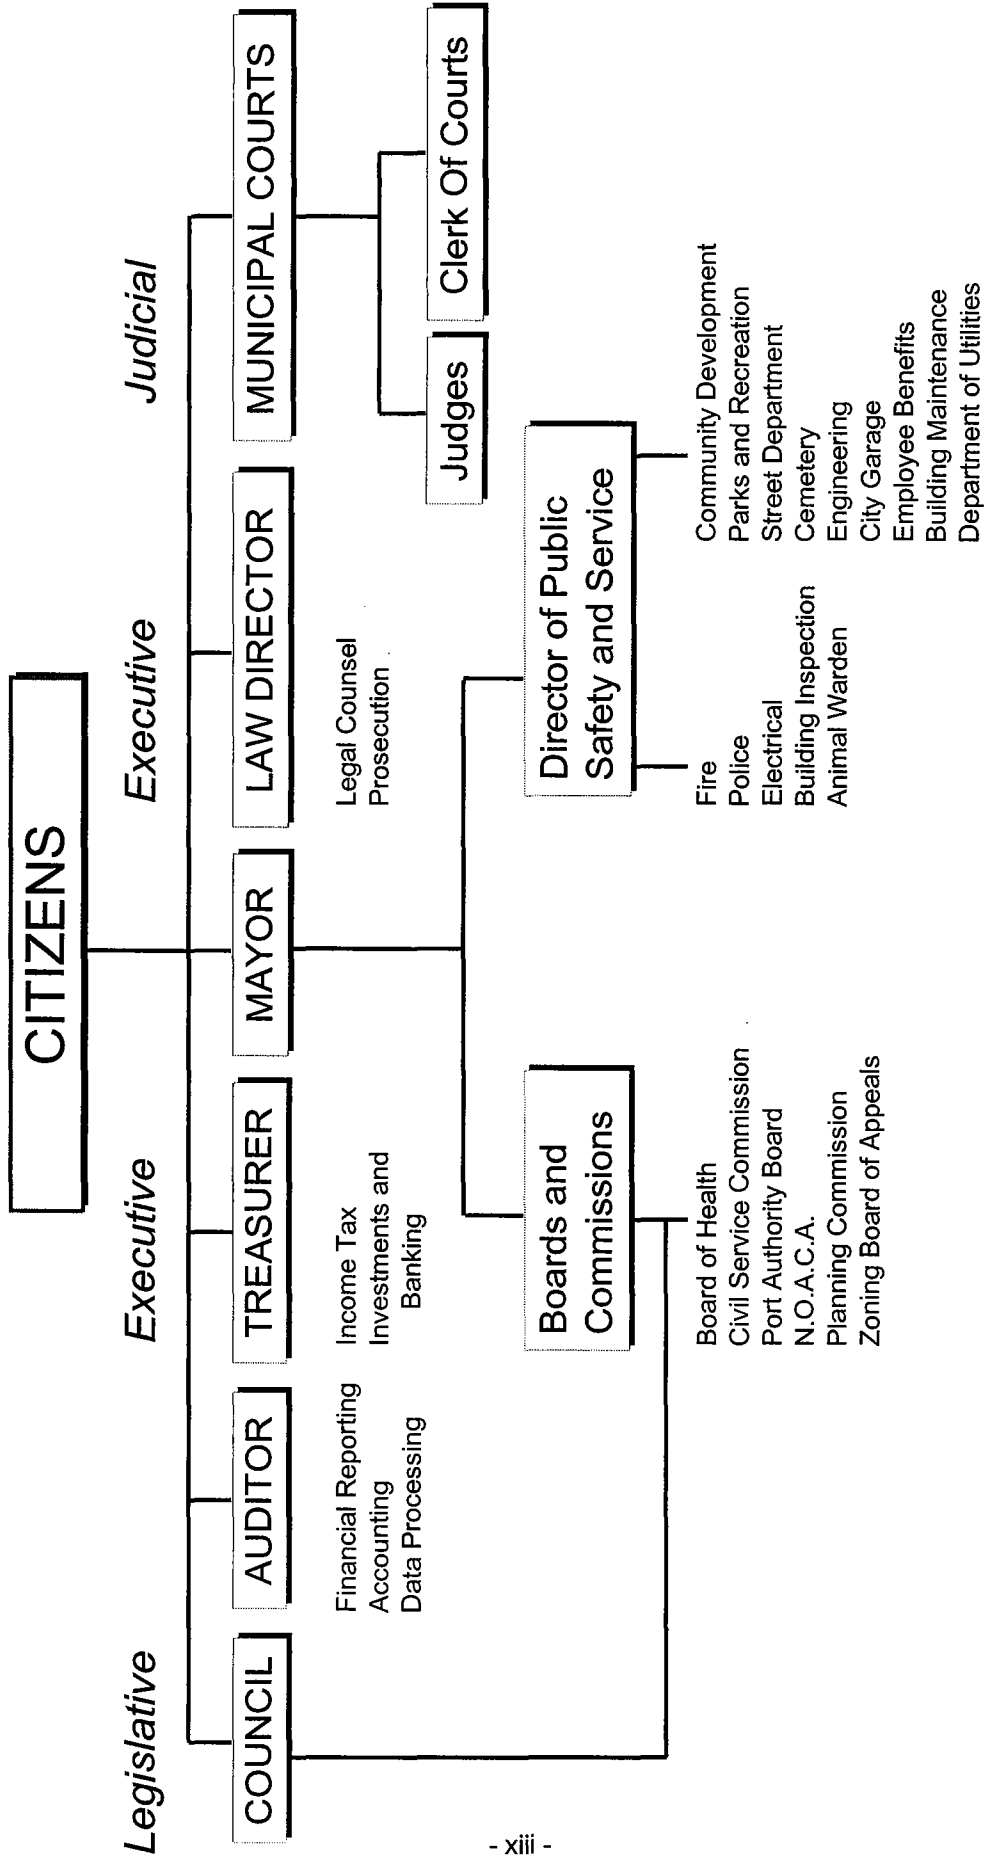 CITIZENS
Legislative
Executive
Executive
Judicial
COUNCIL
AUDITOR
TREASURER
MAYOR
LAW DIRECTOR
MUNICIPAL COURTS
Financial Reporting
Accounting
Data Processing
Income Tax
Investments and
Banking
Legal Counsel
Prosecution
Judges
Clerk Of Courts
Boards and
Commissions
Director of Public
Safety and Service
Board of Health
Civil Service Commission
Port Authority Board
N.O.A.C.A.
Planning Commission
Zoning Board of Appeals
Fire
Police
Electrical
Building Inspection
Animal Warden
Community Development
Parks and Recreation
Street Department
Cemetery
Engineering
City Garage
Employee Benefits
Building Maintenance
Department of Utilities
- xiii -